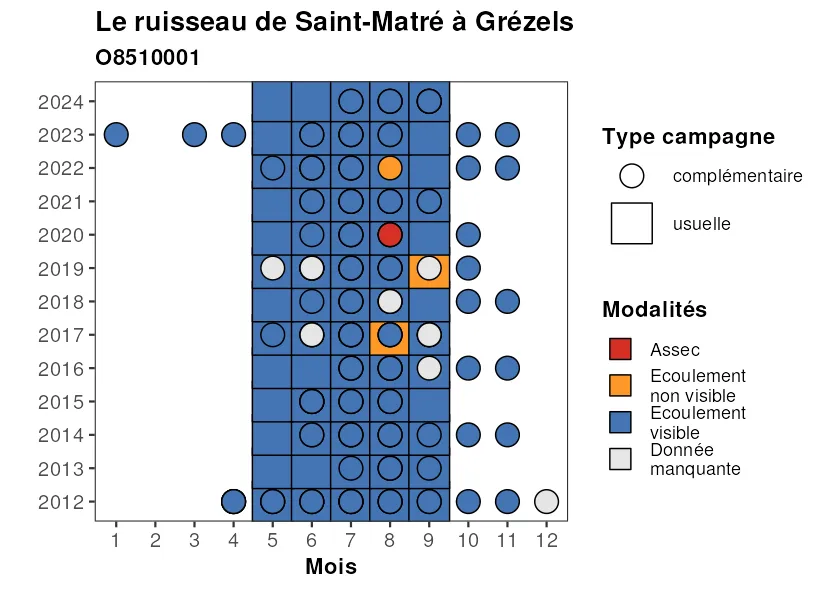 Le ruisseau de Saint-Matré à Grézels
O8510001
2024
2023
2022
2021
2020
2019
2018
2017
2016
2015
2014
2013
2012
1 2 3 4 5 6 7 8 9 10 11 12
Mois
Type campagne
complémentaire
usuelle
Modalités
Assec
Ecoulement
non visible
Ecoulement
visible
Donnée
manquante